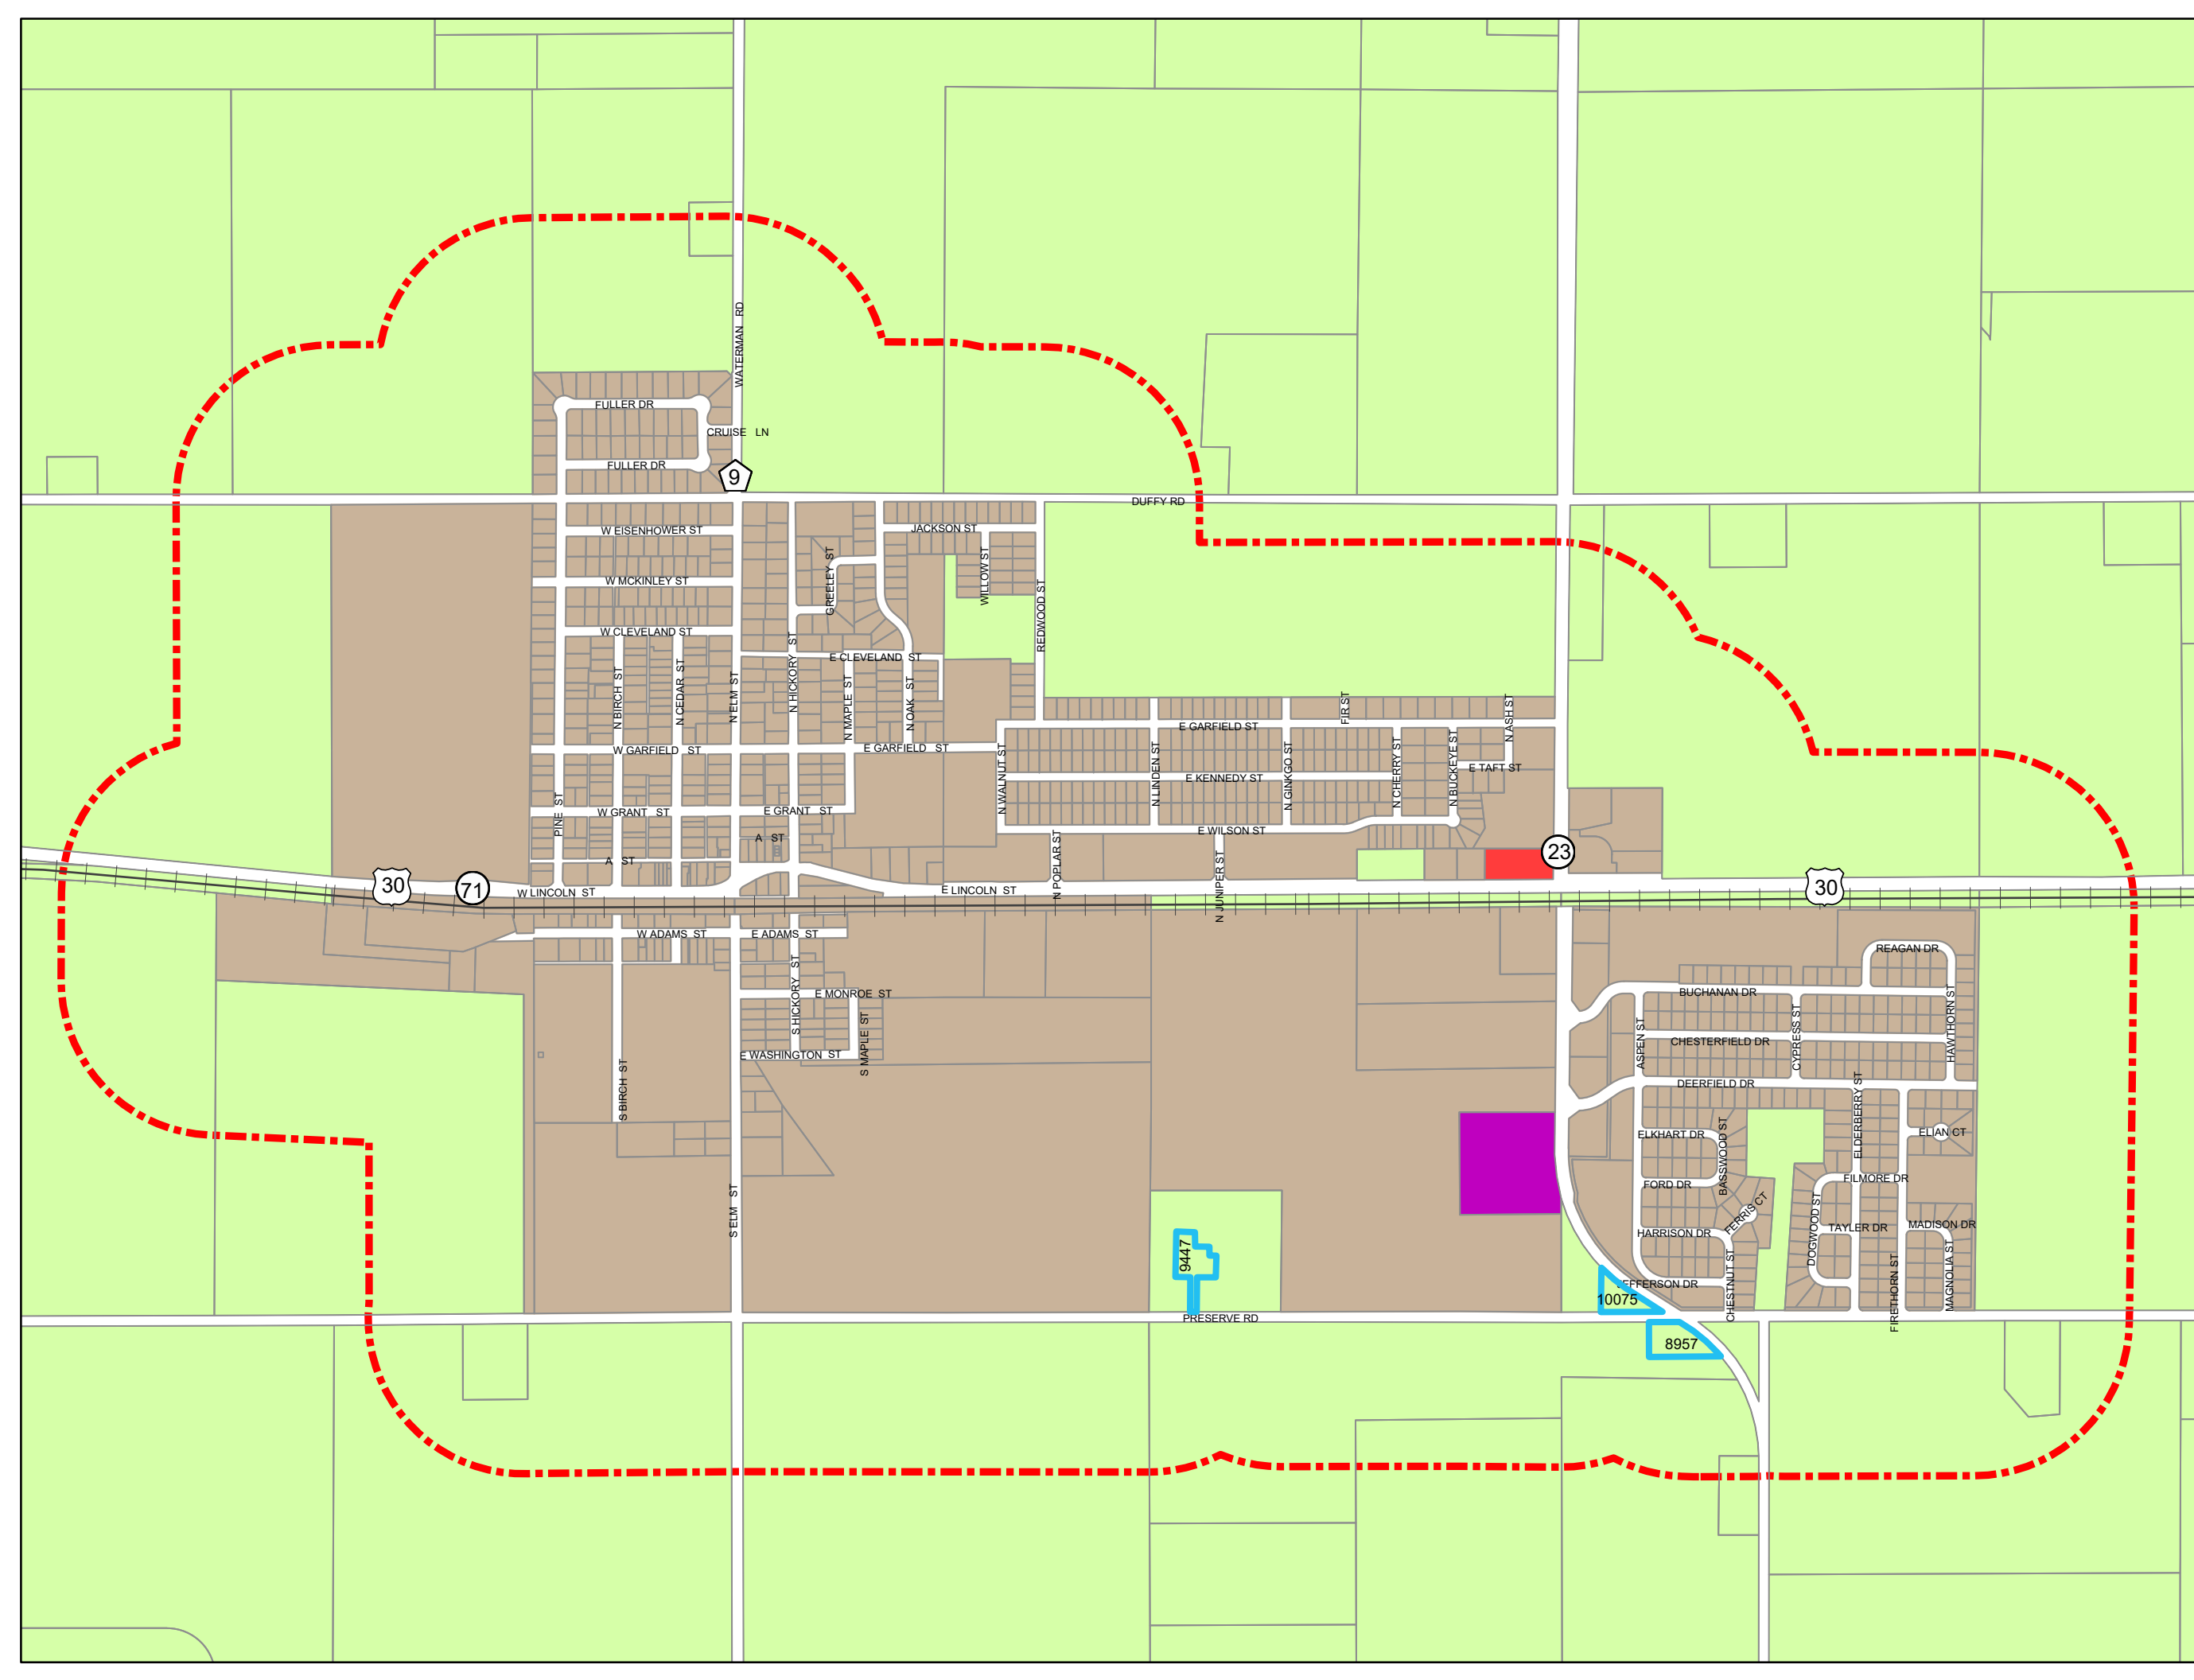 WATERMAN RD
FULLER DR
CRUISE LN
FULLER DR
9
DUFFY RD
W EISENHOWER ST
JACKSON ST
W MCKINLEY ST
GREELEY ST
WILLOW ST
REDWOOD ST
W CLEVELAND ST
E CLEVELAND ST
N BIRCH ST
N CEDAR ST
N ELM ST
N HICKORY ST
N MAPLE ST
N OAK ST
FIR ST
N ASH ST
E GARFIELD ST
W GARFIELD ST
E GARFIELD ST
N WALNUT ST
N LINDEN ST
E KENNEDY ST
N GINKGO ST
N CHERRY ST
N BUCKEYE ST
E TAFT ST
PINE ST
W GRANT ST
E GRANT ST
E WILSON ST
A ST
A ST
N POPLAR ST
N JUNIPER ST
23
30
71
W LINCOLN ST
E LINCOLN ST
30
W ADAMS ST
E ADAMS ST
REAGAN DR
S HICKORY ST
E MONROE ST
BUCHANAN DR
HAWTHORN ST
S MAPLE ST
ASPEN ST
CYPRESS ST
CHESTERFIELD DR
E WASHINGTON ST
S BIRCH ST
DEERFIELD DR
ELDERBERRY ST
ELKHART DR
BASSWOOD ST
ELIAN CT
FORD DR
FILMORE DR
S ELM ST
FERRIS CT
DOGWOOD ST
TAYLER DR
MADISON DR
HARRISON DR
9447
CHESTNUT ST
FIRETHORN ST
MAGNOLIA ST
JEFFERSON DR
10075
PRESERVE RD
8957